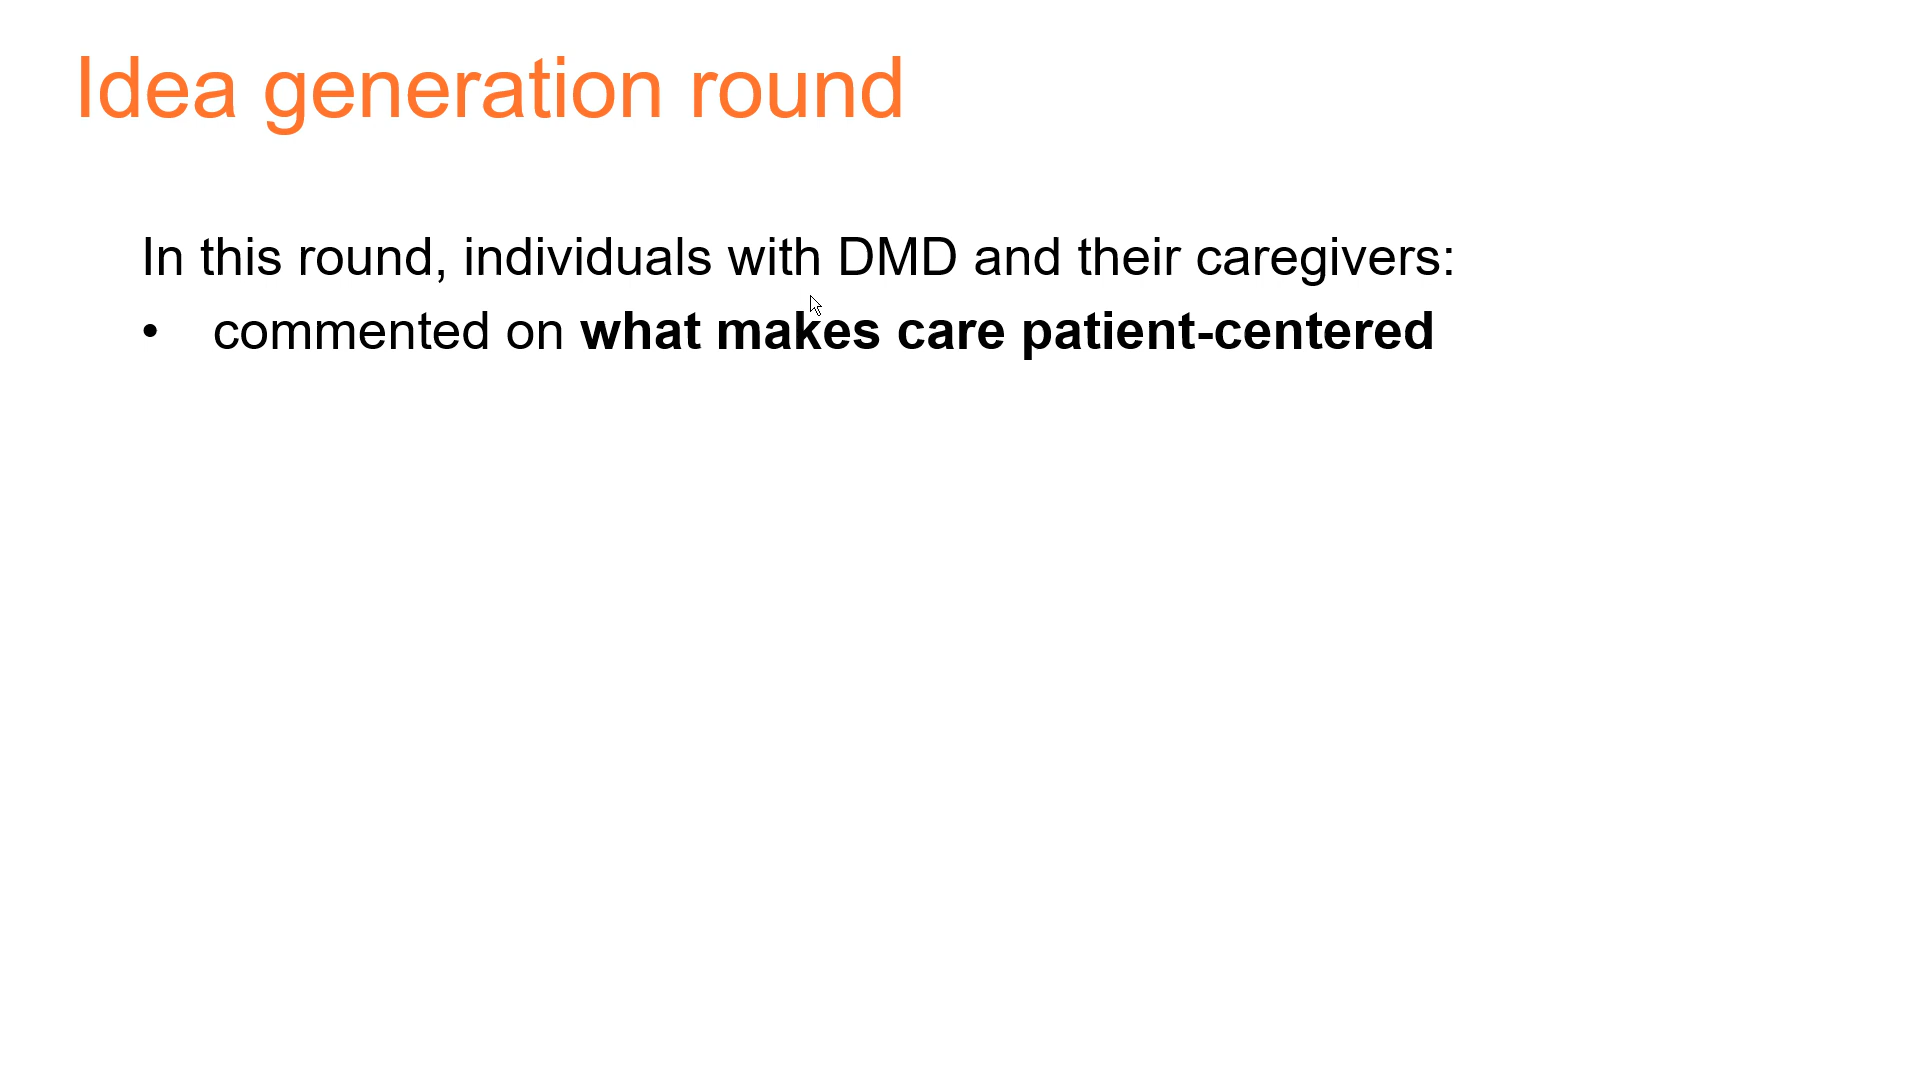 Idea generation round
In this round, individuals with DMD and their caregivers:
• commented on what makes care patient-centered